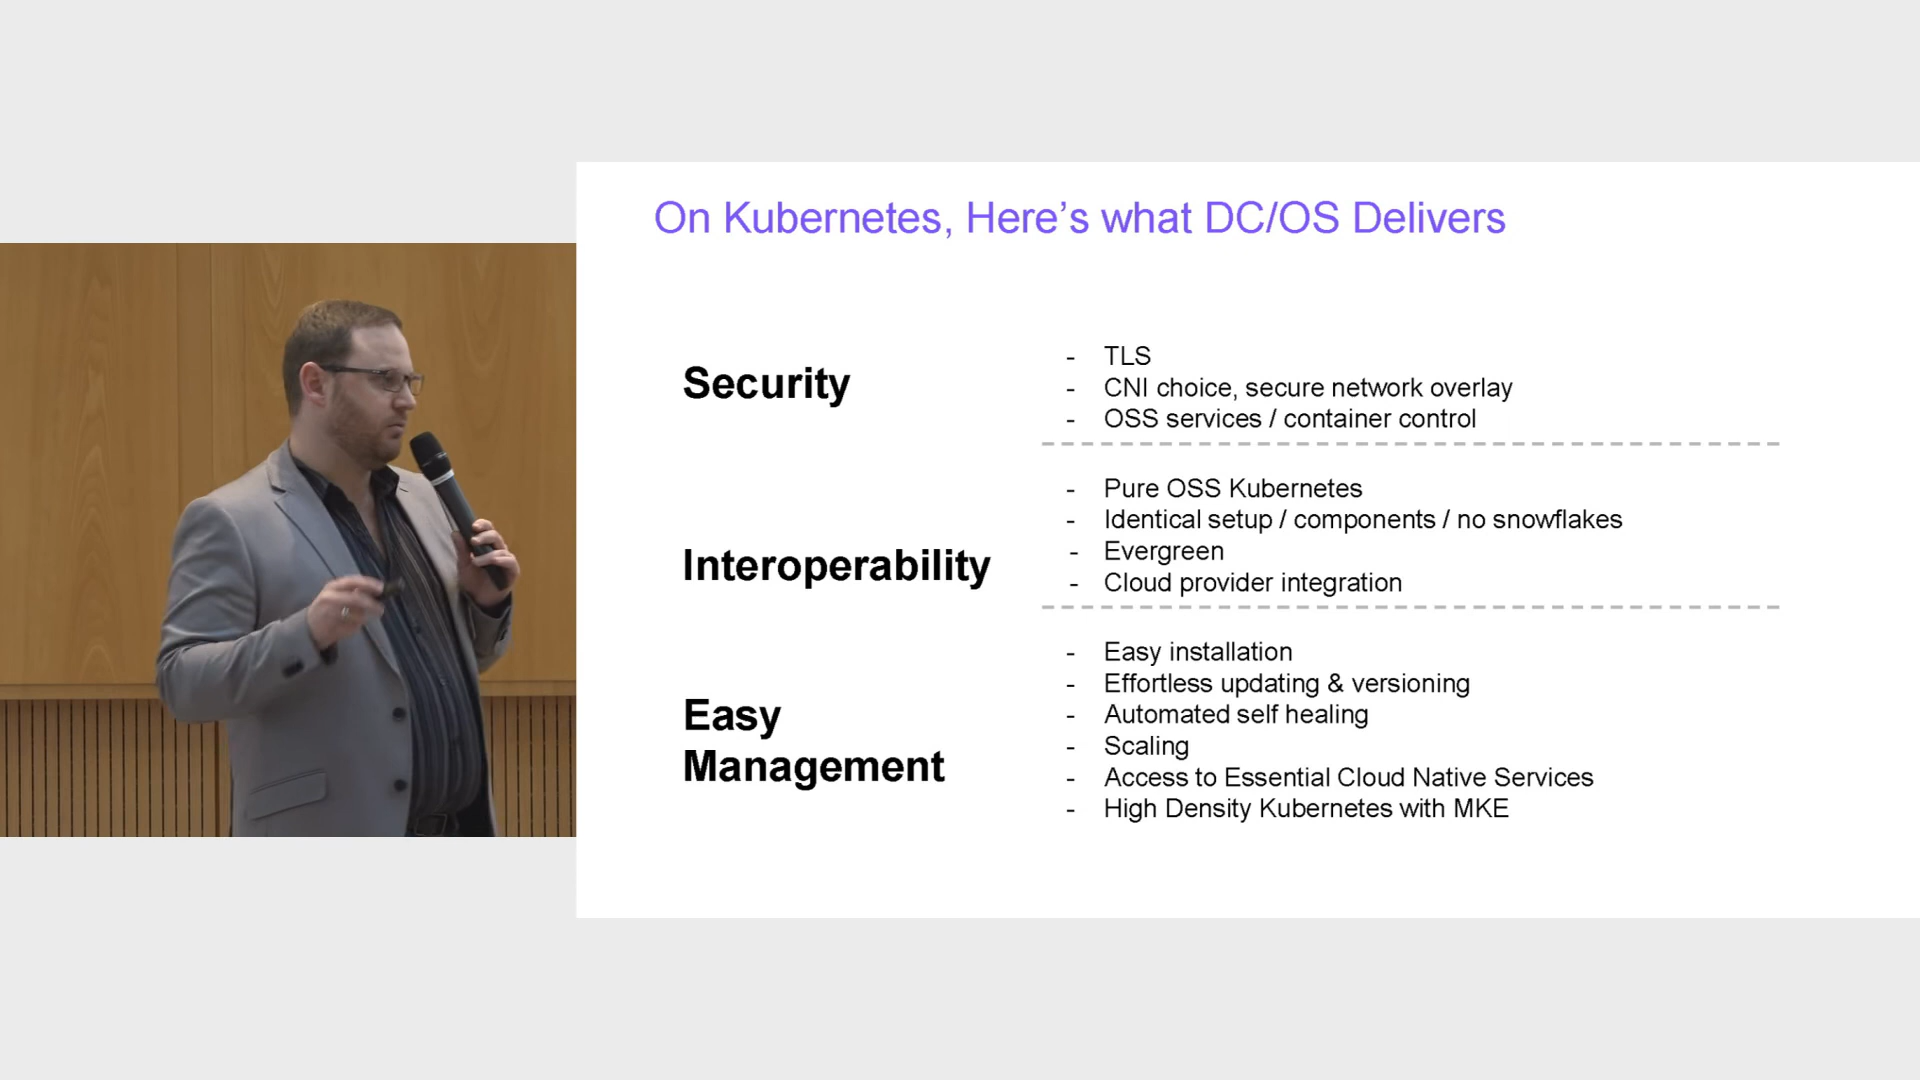 On Kubernetes, Here’s what DC/OS Delivers
Security
- TLS
- CNI choice, secure network overlay
- OSS services / container control
Interoperability
- Pure OSS Kubernetes
- Identical setup / components / no snowflakes
- Evergreen
- Cloud provider integration
Easy
Management
- Easy installation
- Effortless updating & versioning
- Automated self healing
- Scaling
- Access to Essential Cloud Native Services
- High Density Kubernetes with MKE